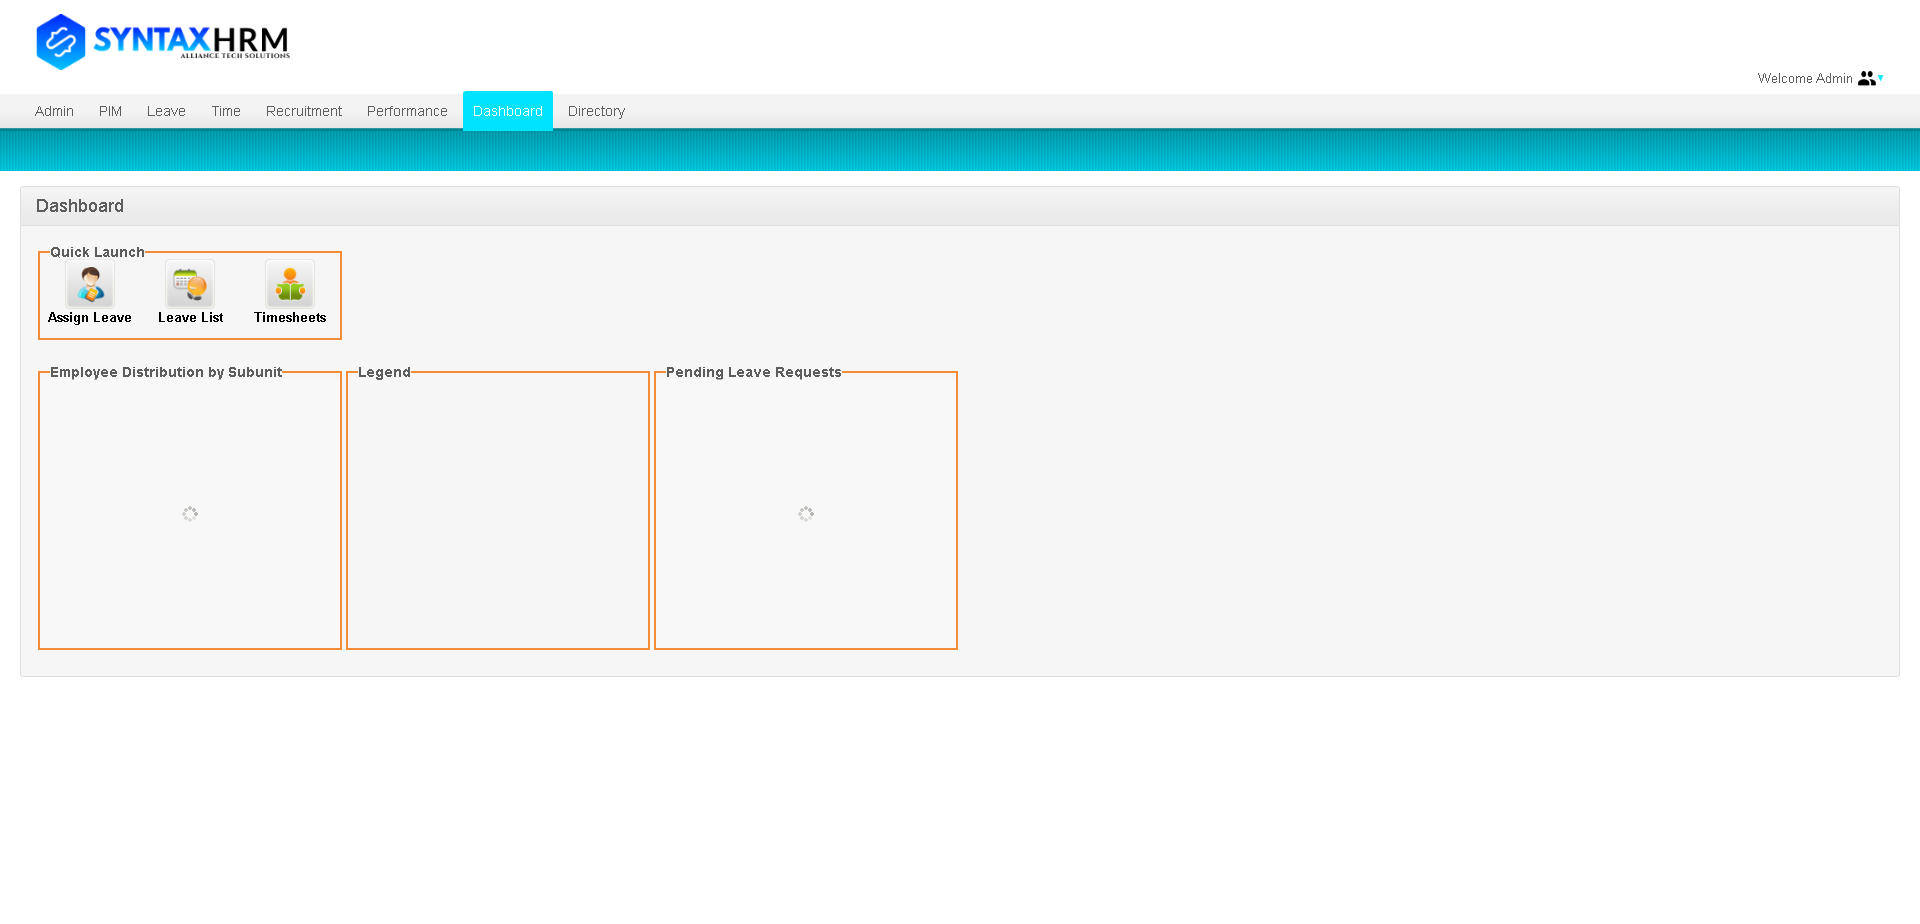 SYNTAXHRM
ALLIANCE TECH SOLUTIONS
Welcome Admin
Admin PIM Leave Time Recruitment Performance Dashboard Directory
Dashboard
Quick Launch
Assign Leave Leave List Timesheets
Employee Distribution by Subunit Legend Pending Leave Requests